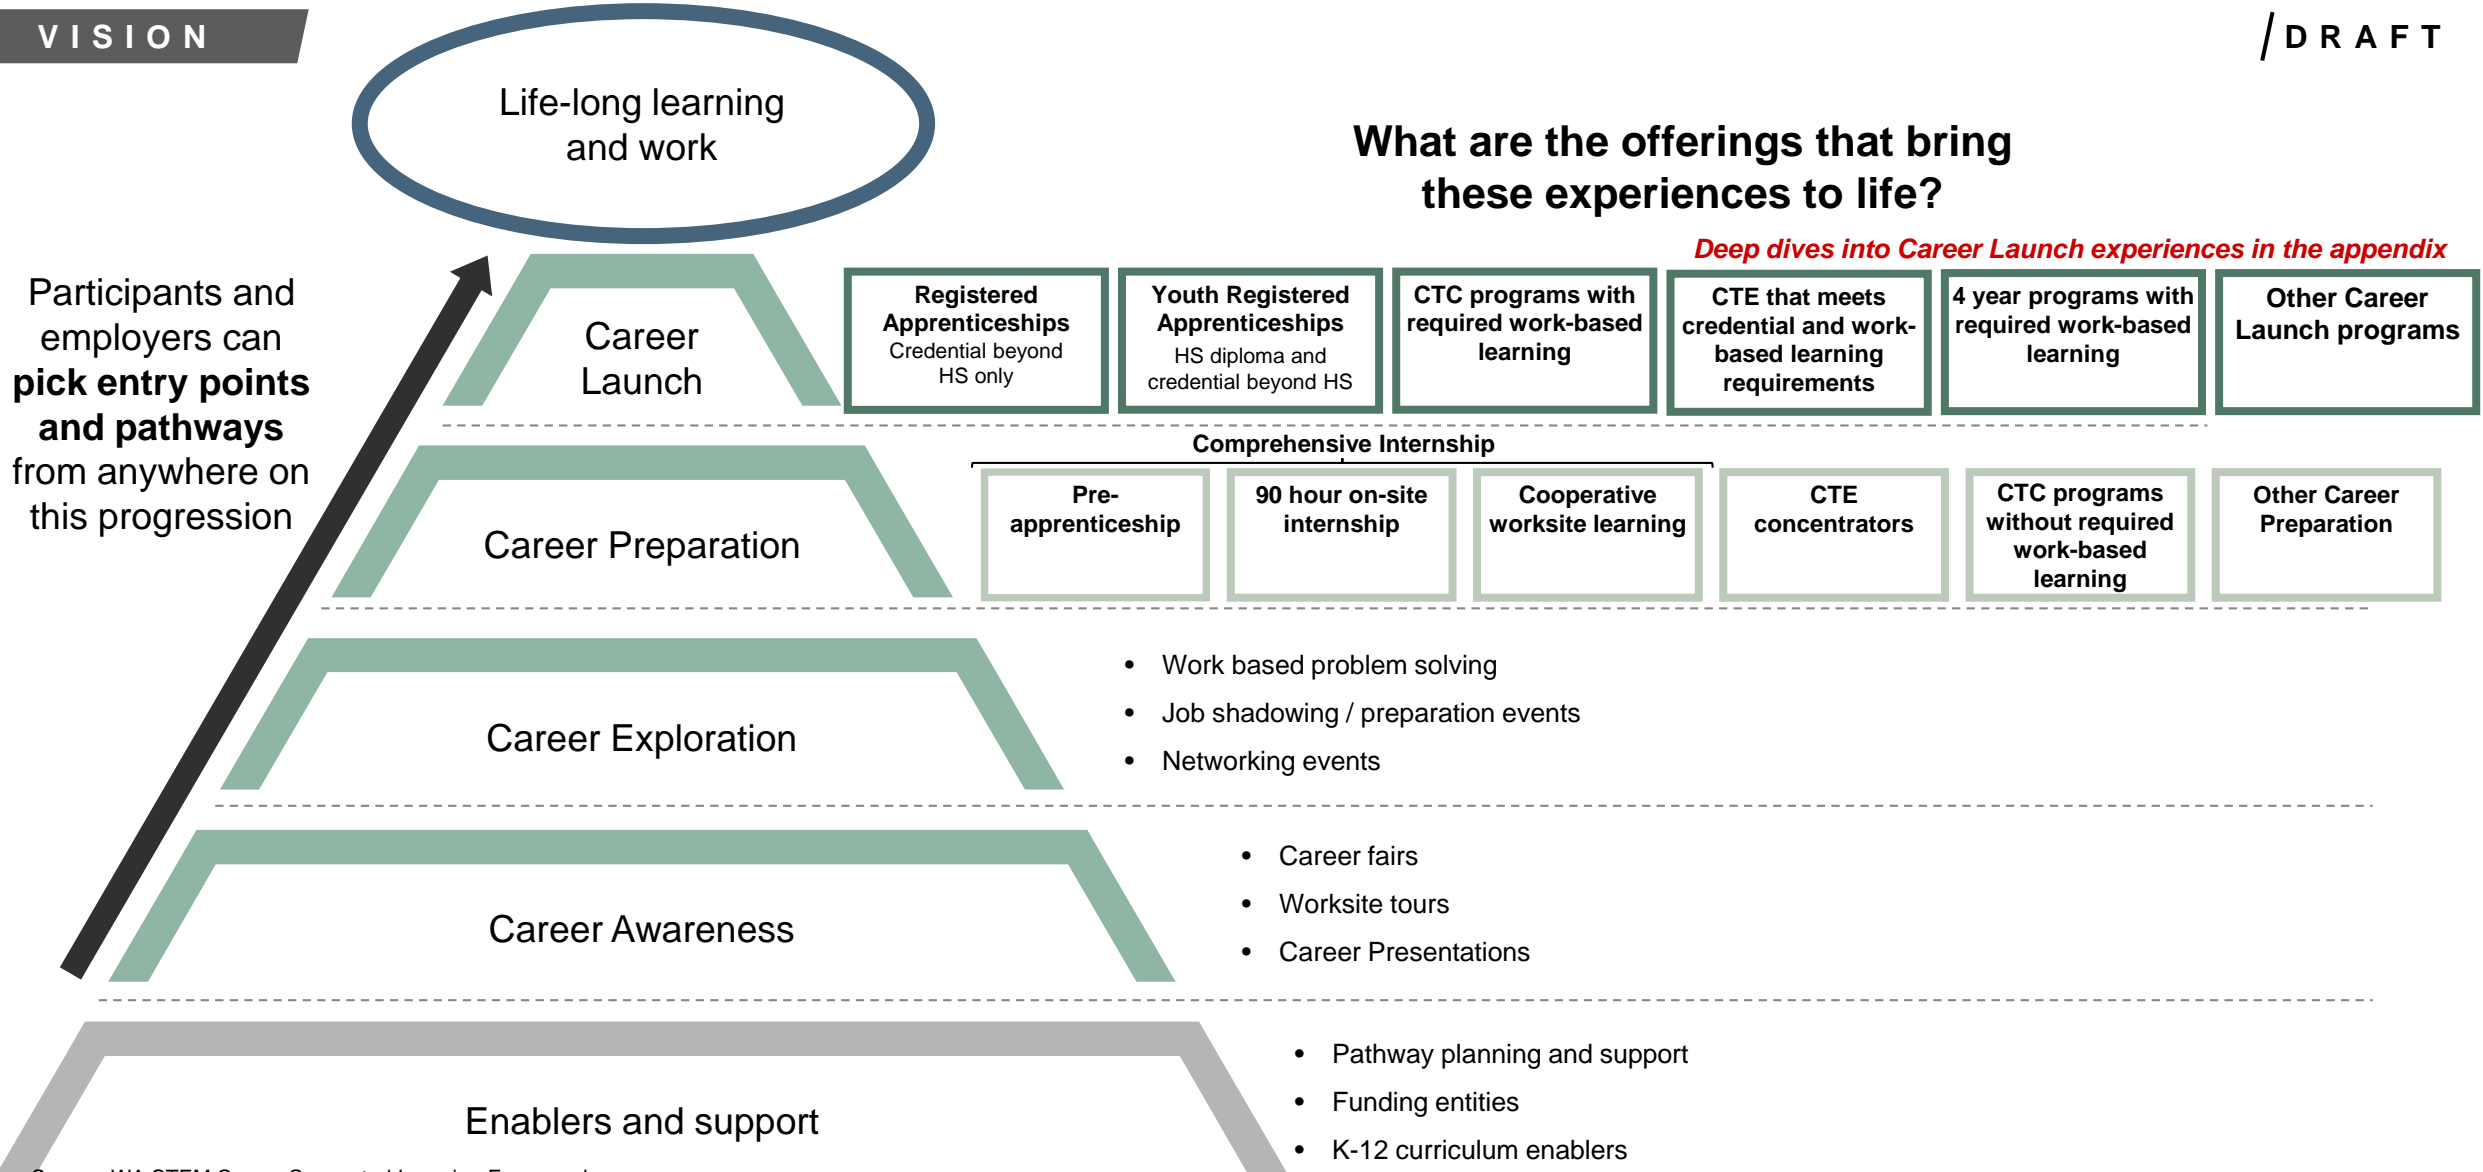 VISION
/DRAFT
Life-long learning
and work
What are the offerings that bring
these experiences to life?
Deep dives into Career Launch experiences in the appendix
Participants and
employers can
pick entry points
and pathways
from anywhere on
this progression
Career
Launch
Registered
Apprenticeships
Credential beyond
HS only
Youth Registered
Apprenticeships
HS diploma and
credential beyond HS
CTC programs with
required work-based
learning
CTE that meets
credential and work-
based learning
requirements
4 year programs with
required work-based
learning
Other Career
Launch programs
Comprehensive Internship
Career Preparation
Pre-
apprenticeship
90 hour on-site
internship
Cooperative
worksite learning
CTE
concentrators
CTC programs
without required
work-based
learning
Other Career
Preparation
Career Exploration
• Work based problem solving
• Job shadowing / preparation events
• Networking events
Career Awareness
• Career fairs
• Worksite tours
• Career Presentations
Enablers and support
• Pathway planning and support
• Funding entities
• K-12 curriculum enablers